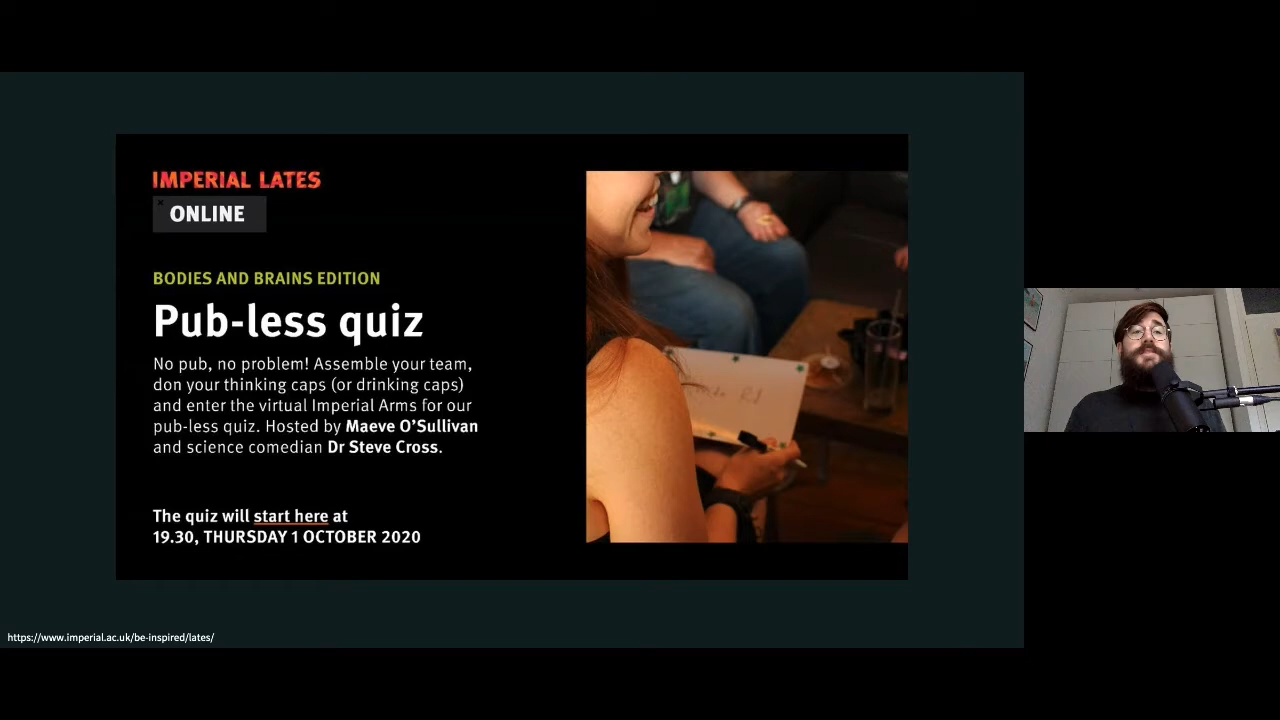 IMPERIAL LATES
ONLINE
BODIES AND BRAINS EDITION
Pub-less quiz
No pub, no problem! Assemble your team,
don your thinking caps (or drinking caps)
and enter the virtual Imperial Arms for our
pub-less quiz. Hosted by Maeve O'Sullivan
and science comedian Dr Steve Cross.
The quiz will start here at
19.30, THURSDAY 1 OCTOBER 2020
https://www.imperial.ac.uk/be-inspired/lates/